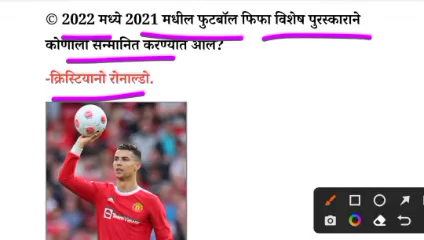 © 2022 मध्ये 2021 मधील फुटबॉल फिफा विशेष पुरस्काराने
कोणाला सन्मानित करण्यात आल?
-क्रिस्टियानो रोनाल्डो.